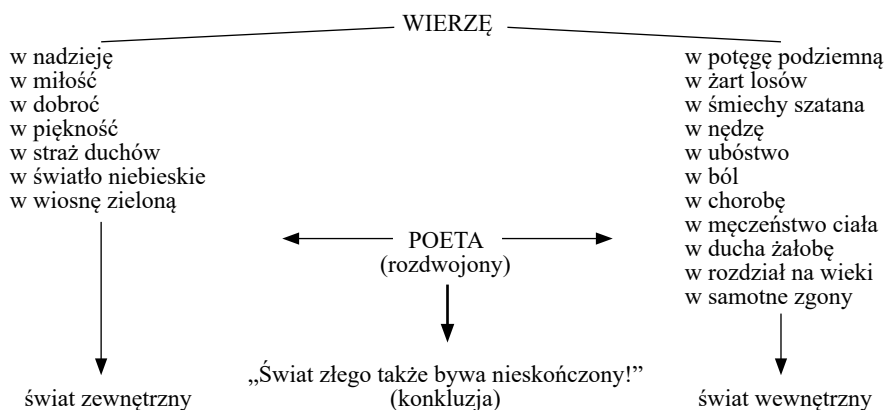 WIERZĘ
w nadzieję
w miłość
w dobroć
w piękność
w straż duchów
w światło niebieskie
w wiosnę zieloną
świat zewnętrzny
POETA
(rozdwojony)
„Świat złego także bywa nieskończony!”
(konkluzja)
w potęgę podziemną
w żart losów
w śmiechy szatana
w nędzę
w ubóstwo
w ból
w chorobę
w męczeństwo ciała
w ducha żałobę
w rozdział na wieki
w samotne zgony
świat wewnętrzny